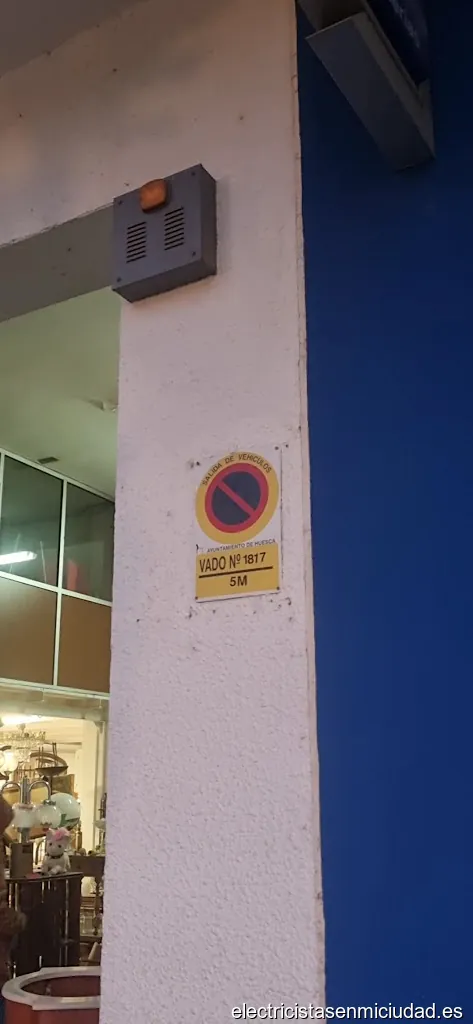 SALIDA DE VEHICULOS
AYUNTAMIENTO DE HUESCA
VADO Nº 1817
5M
electricistasenmiciudad.es